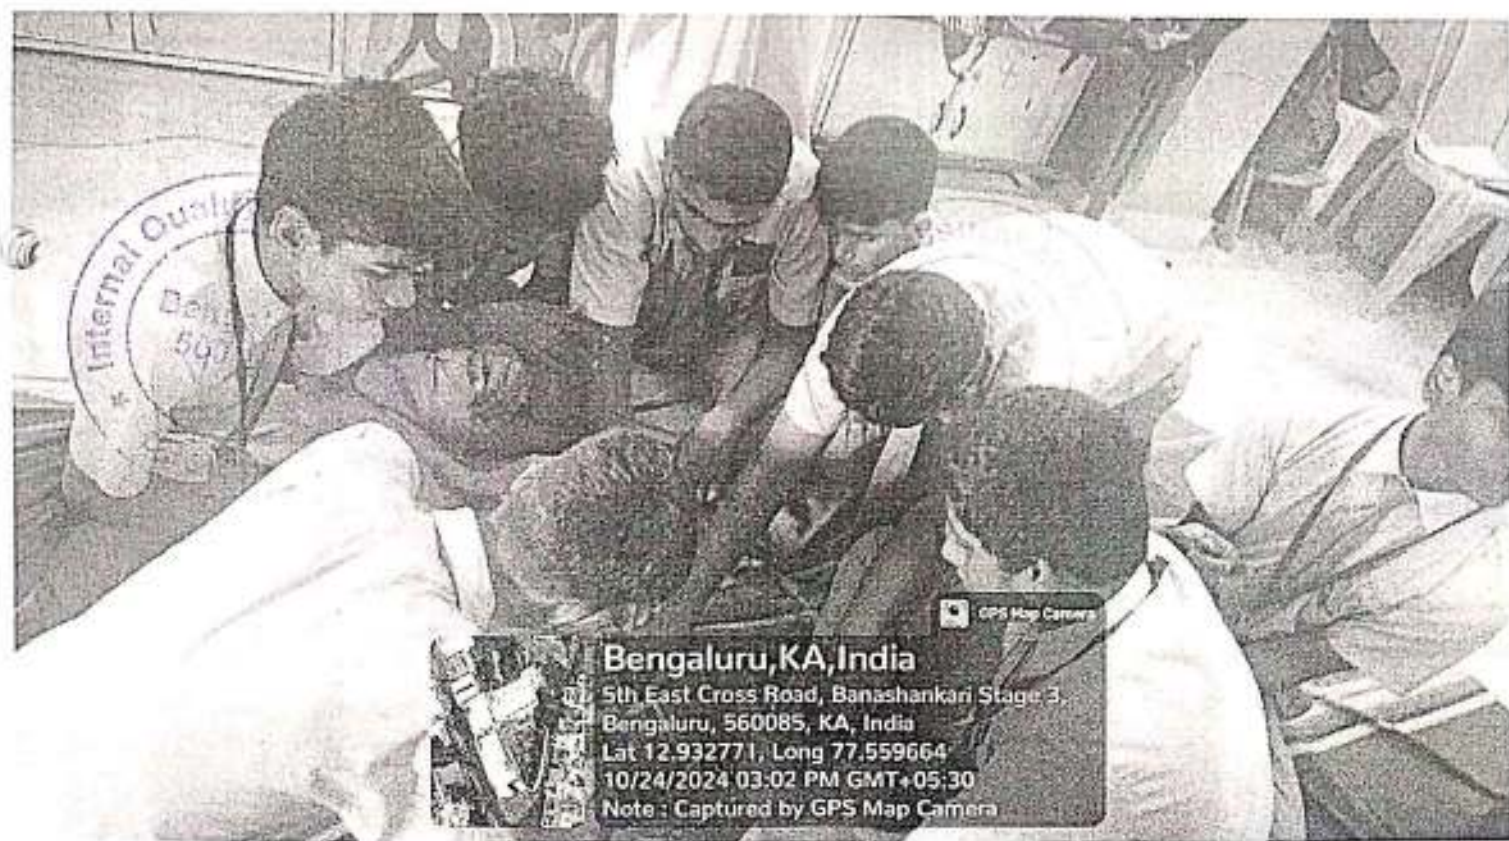 Internal Quali
GPS Map Camera
Bengaluru,KA,India
5th East Cross Road, Banashankari Stage 3,
Bengaluru, 560085, KA, India
Lat 12.932771, Long 77.559664
10/24/2024 03:02 PM GMT+05:30
Note : Captured by GPS Map Camera